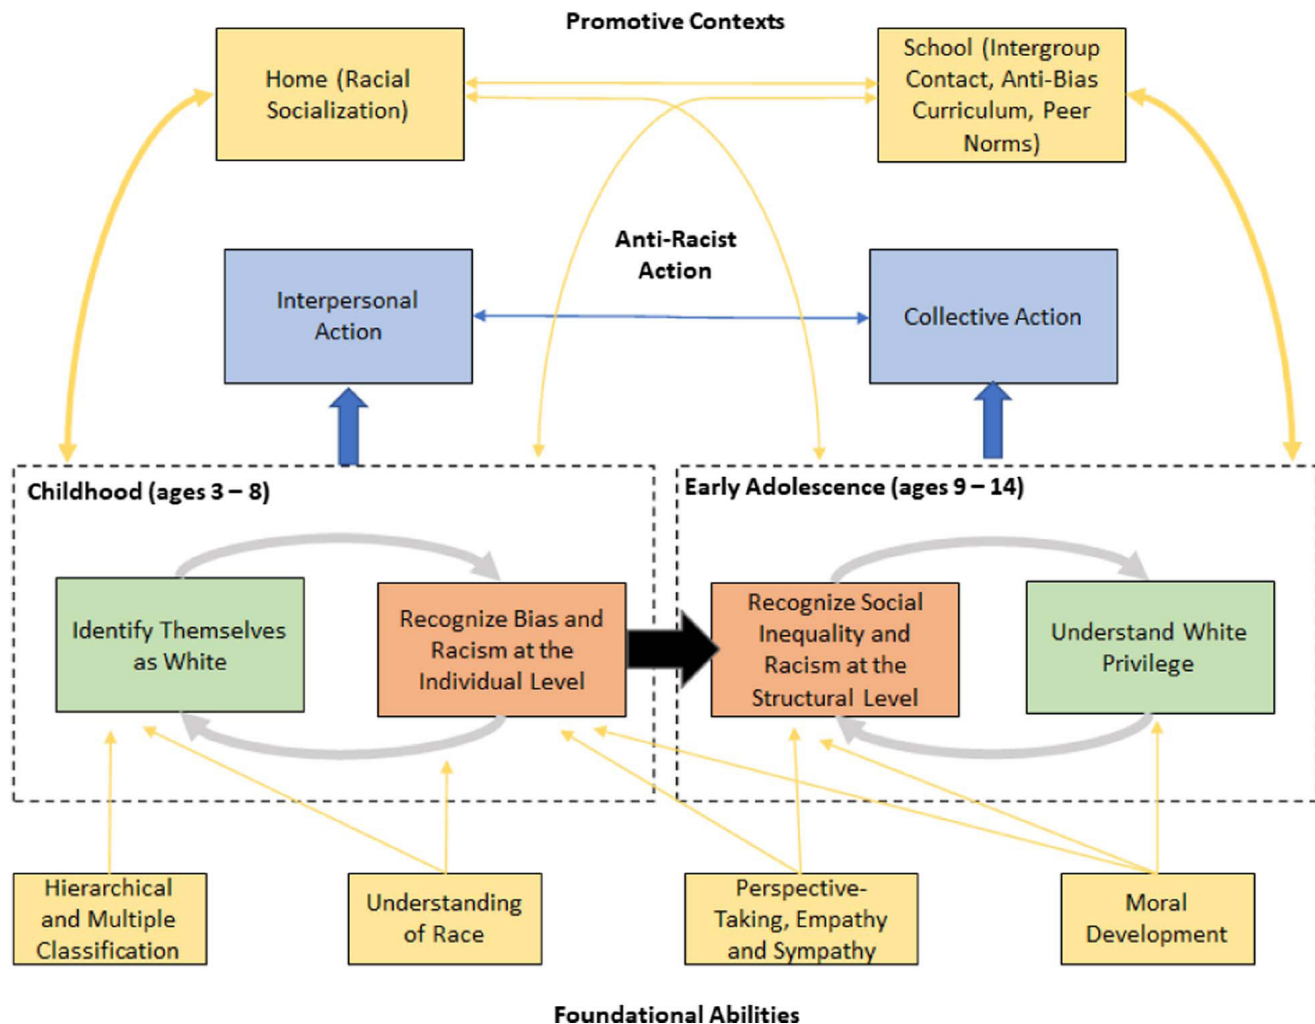 Promotive Contexts
Home (Racial
Socialization)
School (Intergroup
Contact, Anti-Bias
Curriculum, Peer
Norms)
Anti-Racist
Action
Interpersonal
Action
Collective Action
Childhood (ages 3 – 8)
Early Adolescence (ages 9 – 14)
Identify Themselves
as White
Recognize Bias and
Racism at the
Individual Level
Recognize Social
Inequality and
Racism at the
Structural Level
Understand White
Privilege
Hierarchical
and Multiple
Classification
Understanding
of Race
Perspective-
Taking, Empathy
and Sympathy
Moral
Development
Foundational Abilities